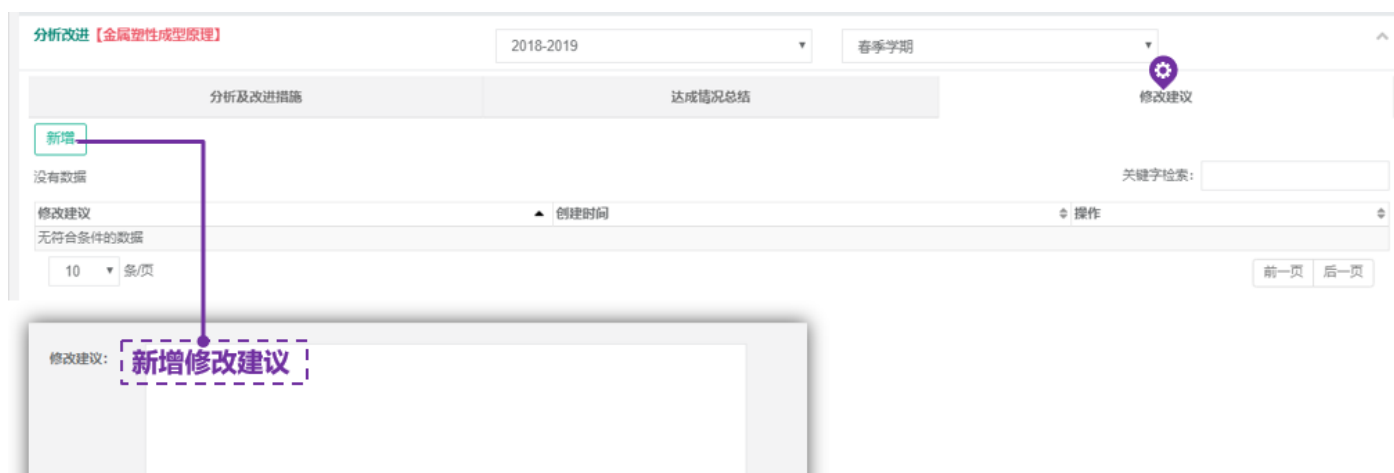 分析改进【金属塑性成型原理】 2018-2019 春季学期
分析及改进措施 达成情况总结 修改建议
新增
没有数据 关键字检索:
修改建议 创建时间 操作
无符合条件的数据
10 条/页 前一页 后一页
修改建议: 新增修改建议